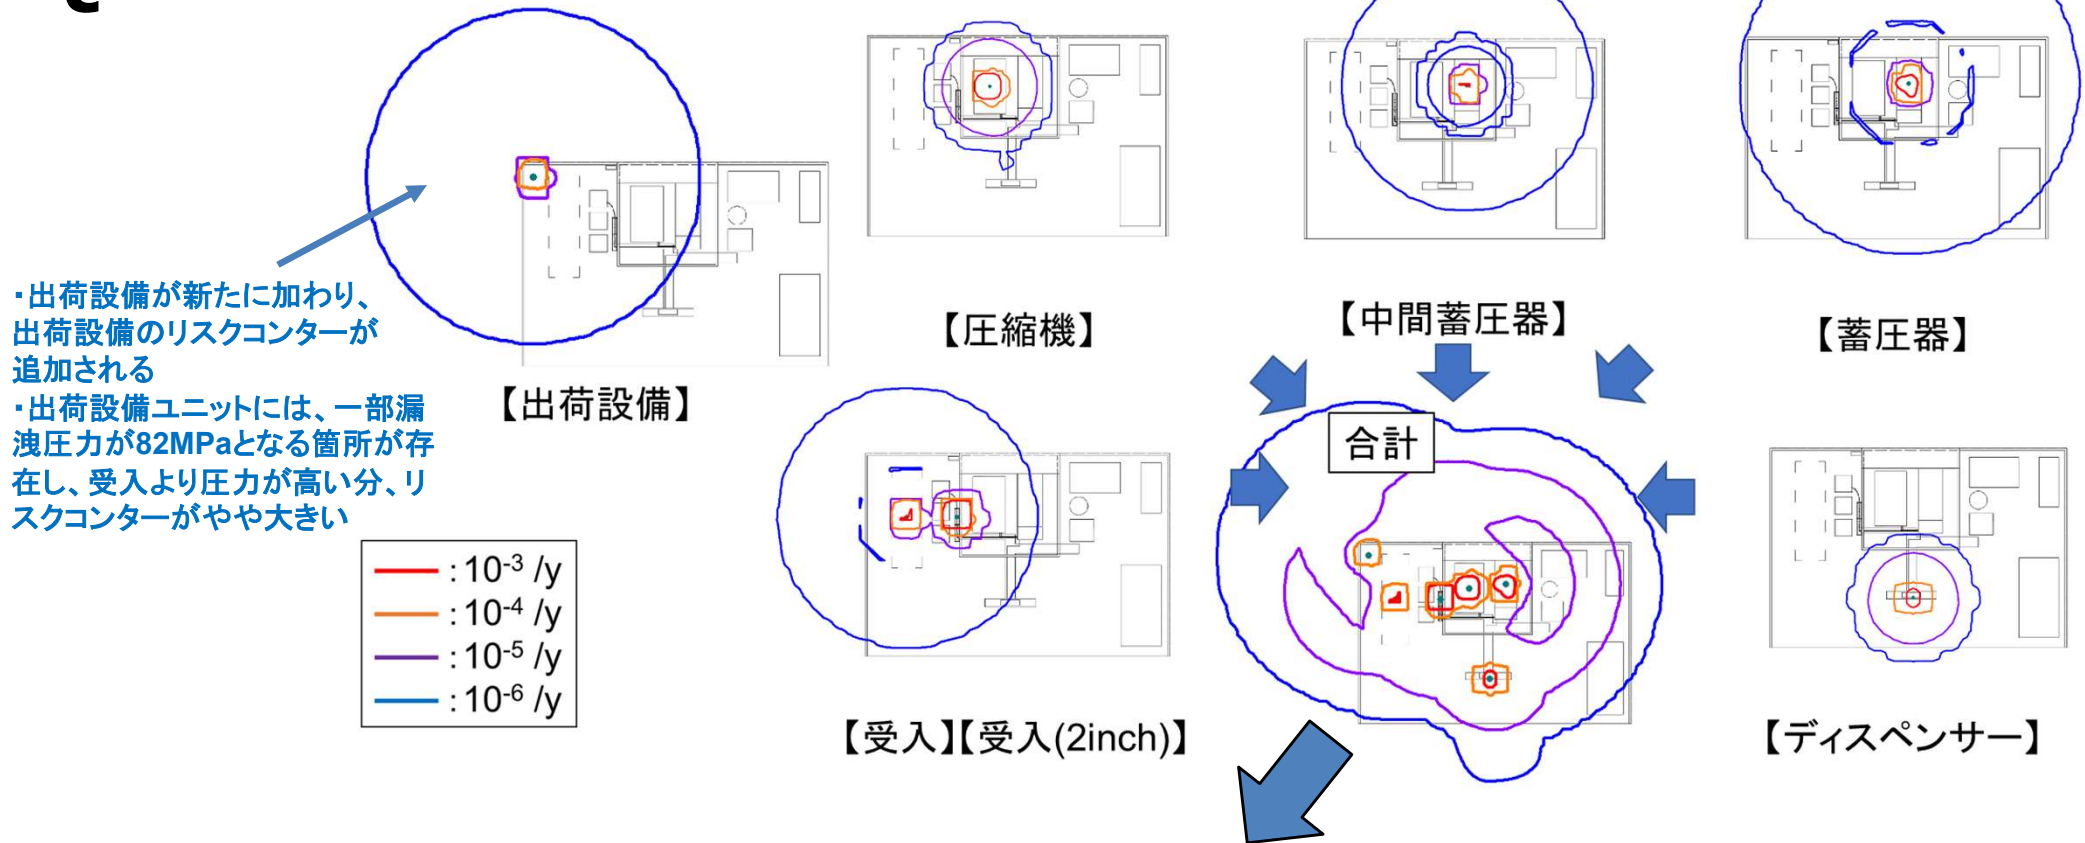 ・出荷設備が新たに加わり、
出荷設備のリスクコンターが
追加される
・出荷設備ユニットには、一部漏
洩圧力が82MPaとなる箇所が存
在し、受入より圧力が高い分、リ
スクコンターがやや大きい
【出荷設備】
【圧縮機】
【中間蓄圧器】
【蓄圧器】
合計
: 10⁻³ /y
: 10⁻⁴ /y
: 10⁻⁵ /y
: 10⁻⁶ /y
【受入】【受入(2inch)】
【ディスペンサー】